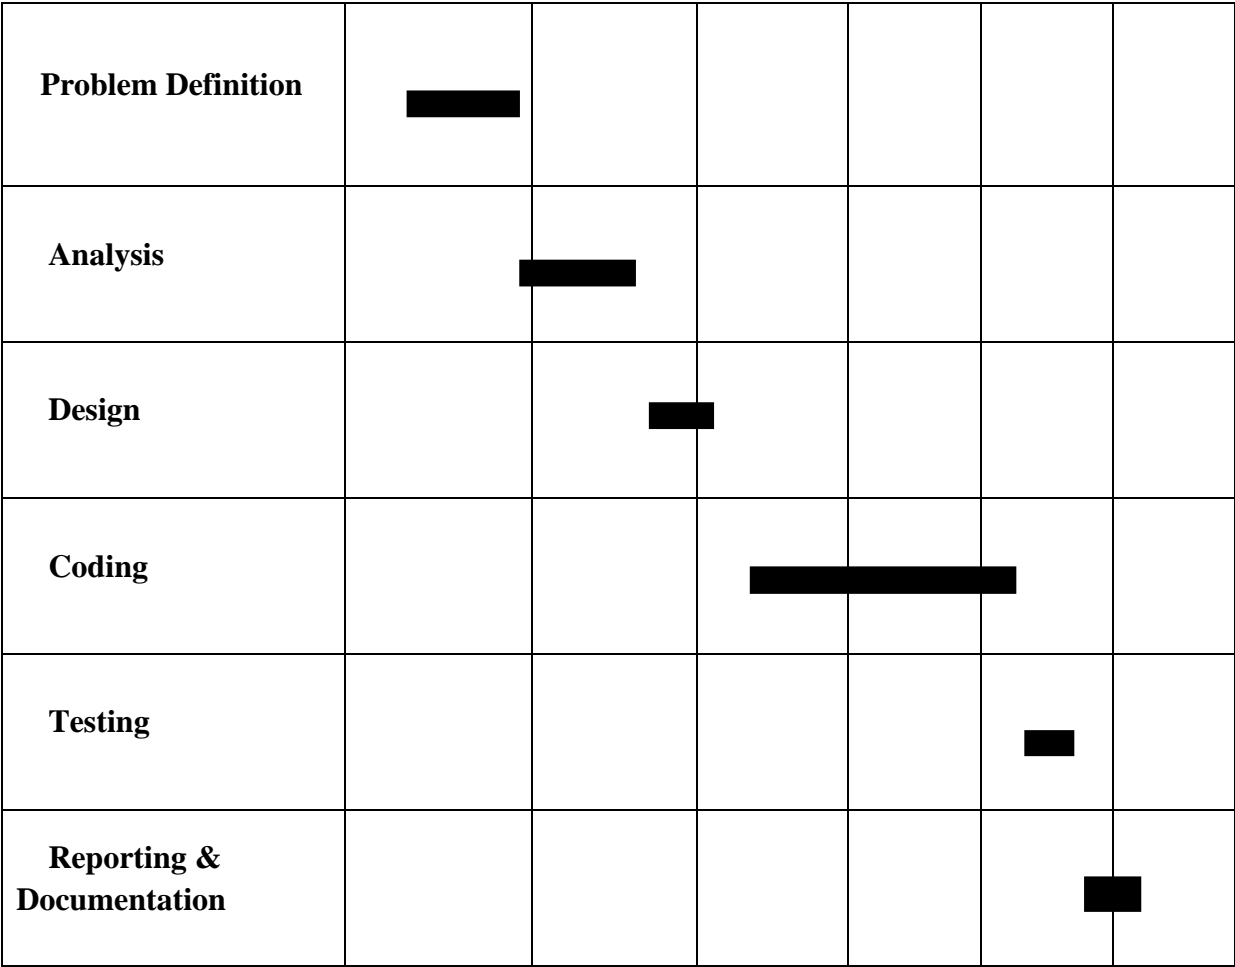 Problem Definition
Analysis
Design
Coding
Testing
Reporting &
Documentation